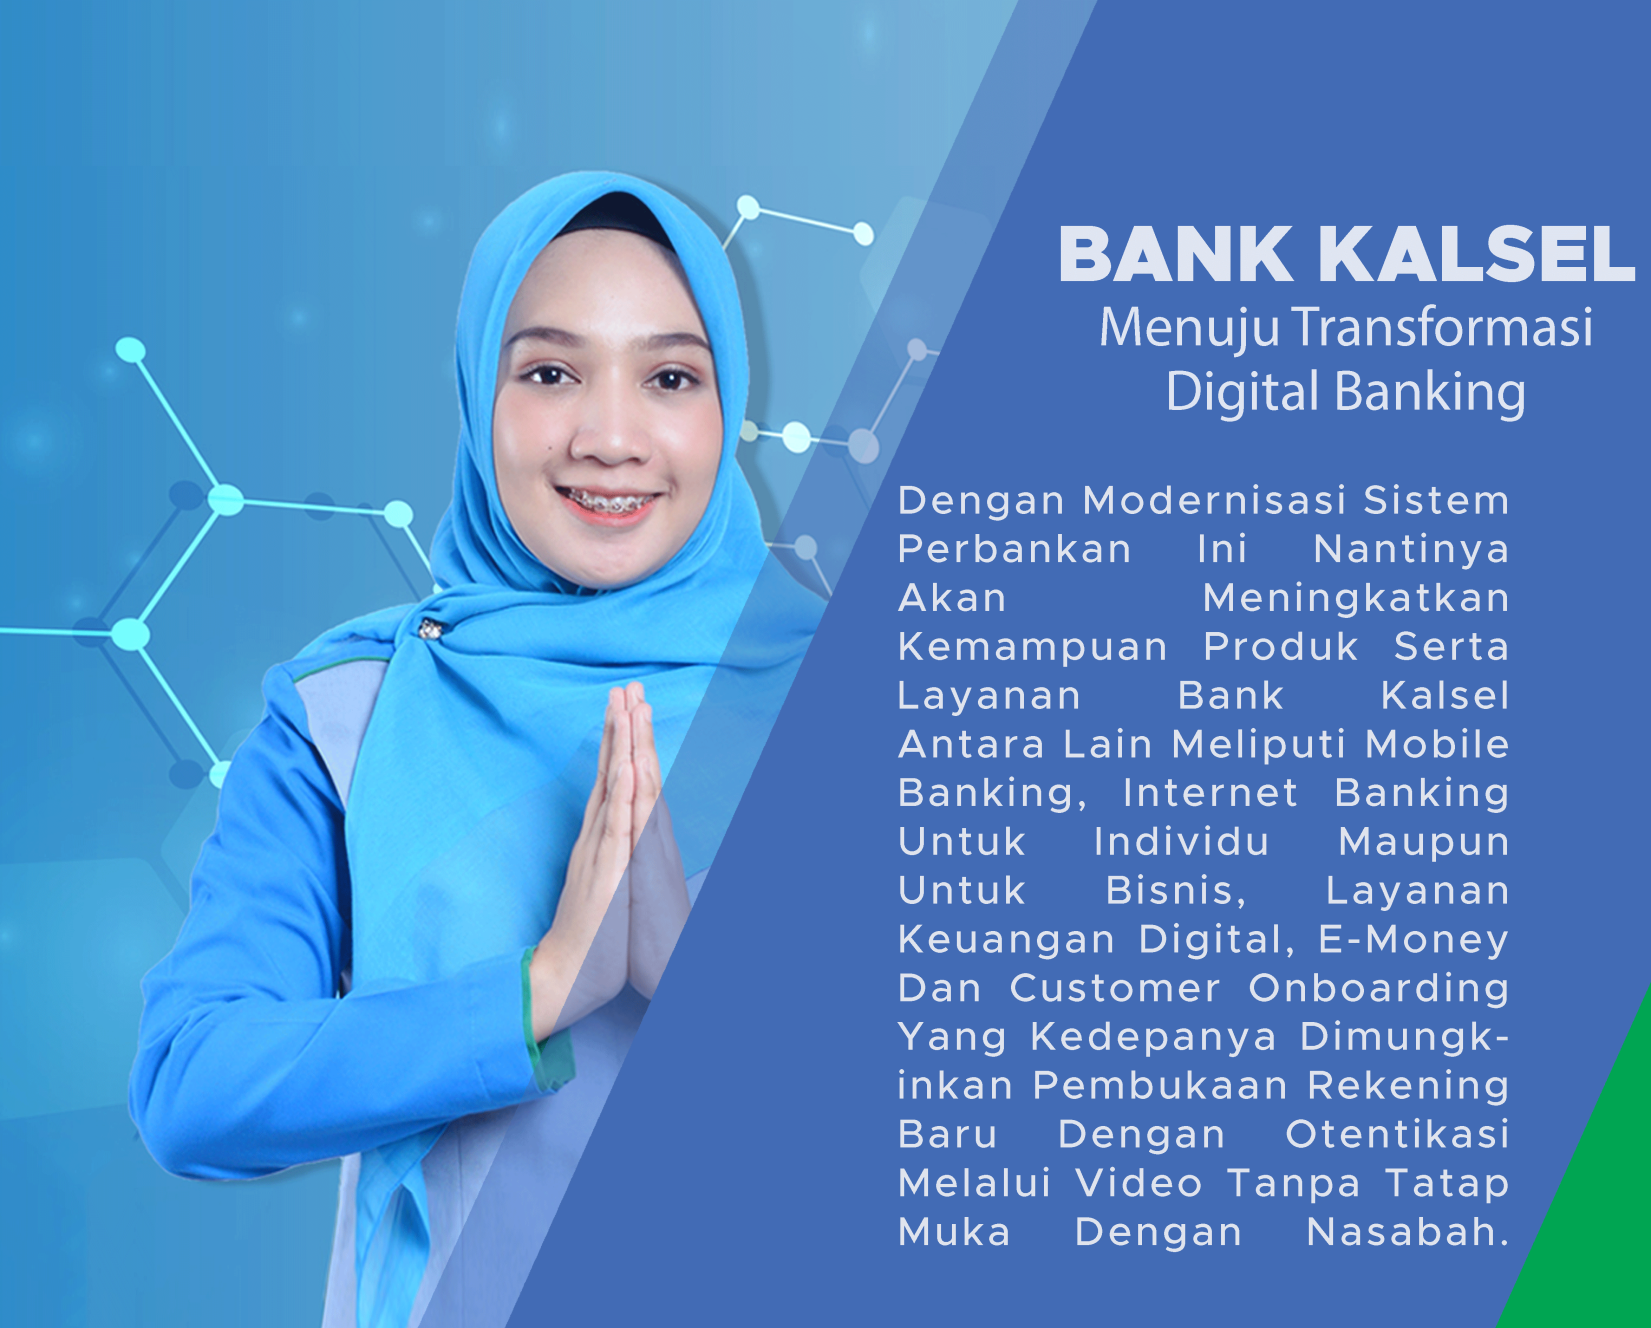 BANK KALSEL
Menuju Transformasi
Digital Banking
Dengan Modernisasi Sistem
Perbankan Ini Nantinya
Akan Meningkatkan
Kemampuan Produk Serta
Layanan Bank Kalsel
Antara Lain Meliputi Mobile
Banking, Internet Banking
Untuk Individu Maupun
Untuk Bisnis, Layanan
Keuangan Digital, E-Money
Dan Customer Onboarding
Yang Kedepanya Dimungk-
inkan Pembukaan Rekening
Baru Dengan Otentikasi
Melalui Video Tanpa Tatap
Muka Dengan Nasabah.